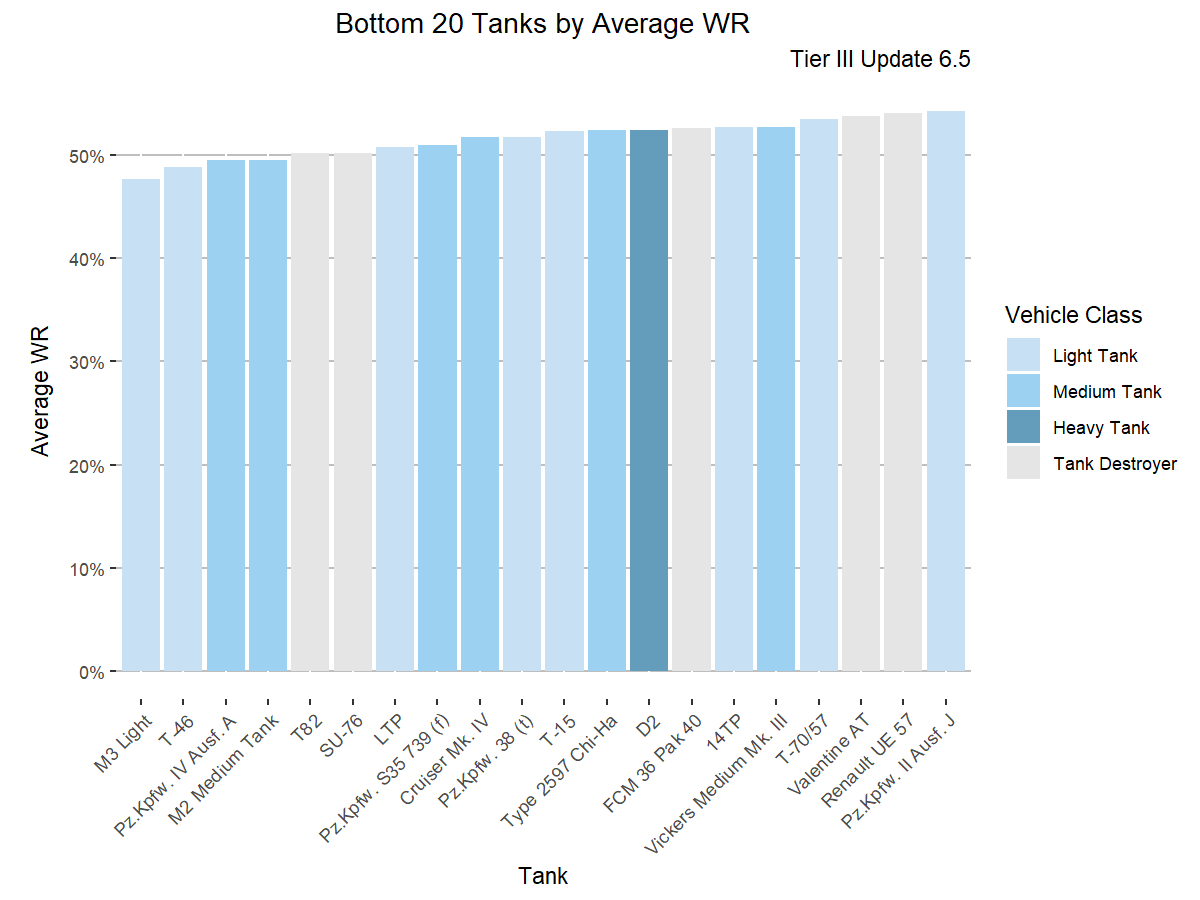 Bottom 20 Tanks by Average WR
Tier III Update 6.5
Average WR
50%
40%
30%
20%
10%
0%
M3 Light
T-46
Pz.Kpfw. IV Ausf. A
M2 Medium Tank
T82
SU-76
LTP
Pz.Kpfw. S35 739 (f)
Cruiser Mk. IV
Pz.Kpfw. 38 (t)
T-15
Type 2597 Chi-Ha
D2
FCM 36 Pak 40
14TP
Vickers Medium Mk. III
T-70/57
Valentine AT
Renault UE 57
Pz.Kpfw. II Ausf. J
Tank
Vehicle Class
Light Tank
Medium Tank
Heavy Tank
Tank Destroyer